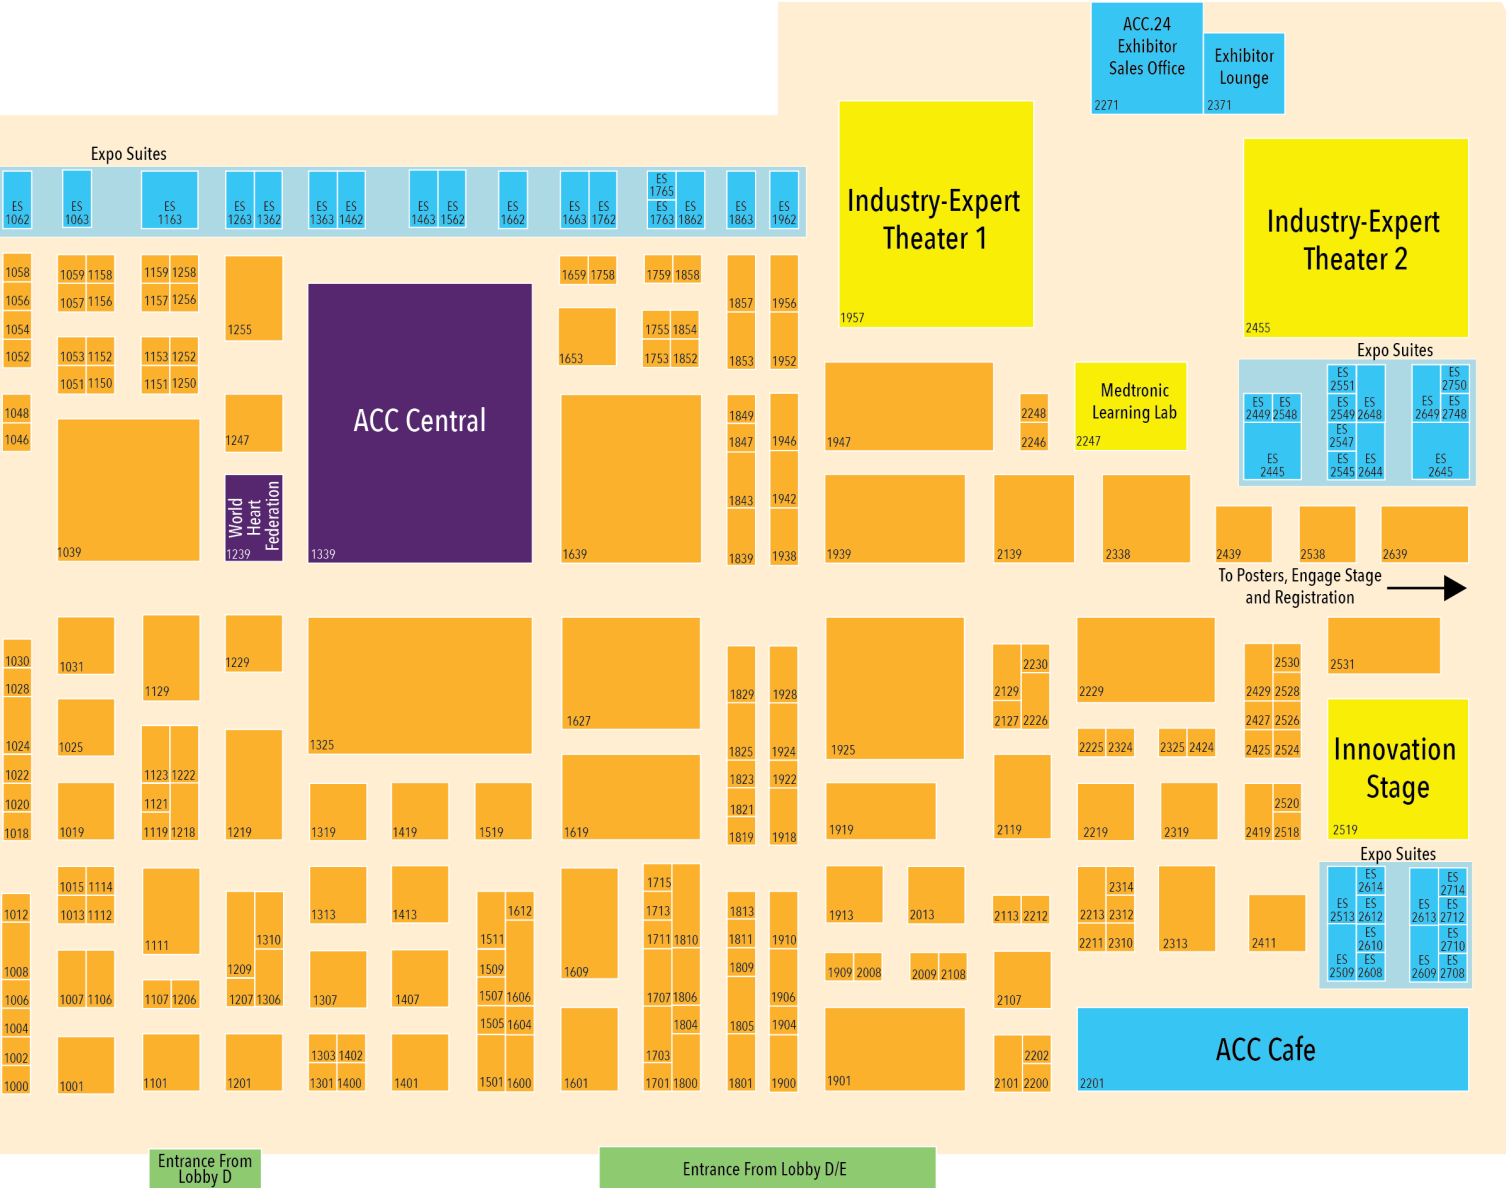 ACC.24
Exhibitor
Sales Office
2271
Exhibitor
Lounge
2371
Expo Suites
ES 1062
ES 1063
ES 1163
ES 1263
ES 1362
ES 1363
ES 1462
ES 1463
ES 1562
ES 1662
ES 1663
ES 1762
ES 1765
ES 1763
ES 1862
ES 1863
ES 1962
Industry-Expert
Theater 1
1957
Industry-Expert
Theater 2
2455
1058
1059 1158
1159 1258
1056
1057 1156
1157 1256
1255
1659 1758
1759 1858
1857
1956
1054
1755 1854
1052
1053 1152
1153 1252
1653
1753 1852
1853
1952
1051 1150
1151 1250
Expo Suites
ES 2551
ES 2750
ES 2449
ES 2548
ES 2549
ES 2648
ES 2649
ES 2748
ES 2547
ES 2445
ES 2545
ES 2644
ES 2645
1048
1046
1247
ACC Central
1339
World
Heart
Federation
1239
1039
1639
1849
1847
1946
1843
1942
1839
1938
1947
2248
2246
Medtronic
Learning Lab
2247
1939
2139
2338
2439
2538
2639
To Posters, Engage Stage
and Registration
1030
1031
1229
1028
1129
1024
1025
1325
1627
1829
1928
1825
1924
1925
2129
2230
2127
2226
2229
2530
2429 2528
2427 2526
2425 2524
2531
2225 2324
2325 2424
Innovation
Stage
2519
1022
1123 1222
1020
1121
1018
1019
1119 1218
1219
1319
1419
1519
1619
1823
1922
1821
1819
1918
1919
2119
2219
2319
2520
2419 2518
Expo Suites
ES 2614
ES 2714
ES 2513
ES 2612
ES 2613
ES 2712
ES 2610
ES 2710
ES 2509
ES 2608
ES 2609
ES 2708
1012
1015 1114
1013 1112
1111
1310
1209
1313
1413
1612
1511
1509
1609
1715
1713
1711 1810
1813
1811
1809
1910
1913
2013
2113 2212
2314
2213 2312
2211 2310
2313
2411
1008
1006
1007 1106
1107 1206
1207 1306
1307
1407
1507 1606
1707 1806
1906
1909 2008
2009 2108
2107
1004
1002
1000
1001
1101
1201
1303 1402
1301 1400
1401
1505 1604
1501 1600
1601
1804
1703
1701 1800
1805
1801
1904
1900
1901
2202
2101 2200
ACC Cafe
2201
Entrance From
Lobby D
Entrance From Lobby D/E